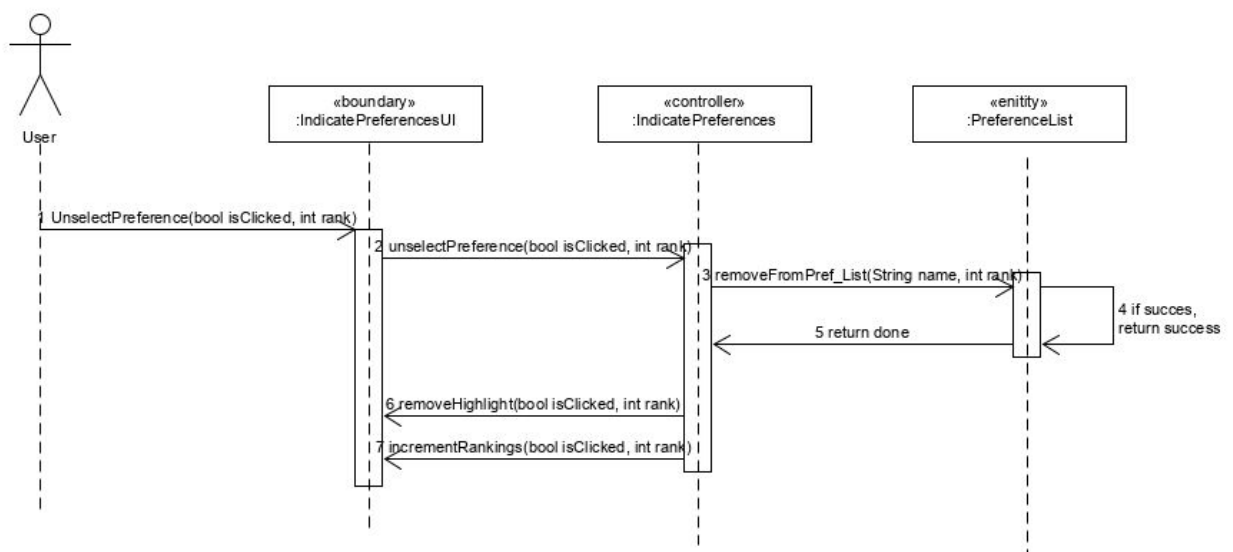 User
«boundary»
:IndicatePreferencesUI
«controller»
:IndicatePreferences
«enitity»
:PreferenceList
1 UnselectPreference(bool isClicked, int rank)
2 unselectPreference(bool isClicked, int rank)
3 removeFromPref_List(String name, int rank)
4 if succes,
return success
5 return done
6 removeHighlight(bool isClicked, int rank)
7 incrementRankings(bool isClicked, int rank)